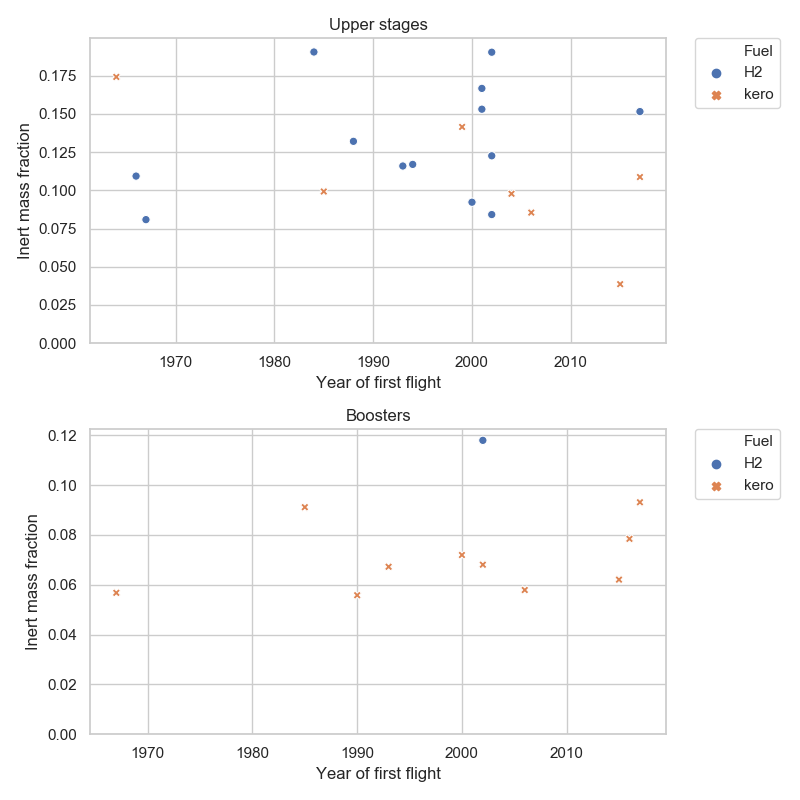 Upper stages
Inert mass fraction
0.175
0.150
0.125
0.100
0.075
0.050
0.025
0.000
1970 1980 1990 2000 2010
Year of first flight
Fuel
H2
kero
Boosters
Inert mass fraction
0.12
0.10
0.08
0.06
0.04
0.02
0.00
1970 1980 1990 2000 2010
Year of first flight
Fuel
H2
kero